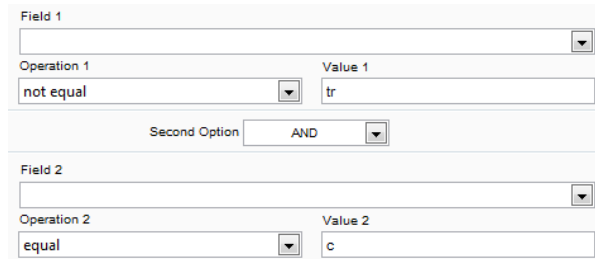 Field 1
Operation 1 Value 1
not equal tr
Second Option AND
Field 2
Operation 2 Value 2
equal c